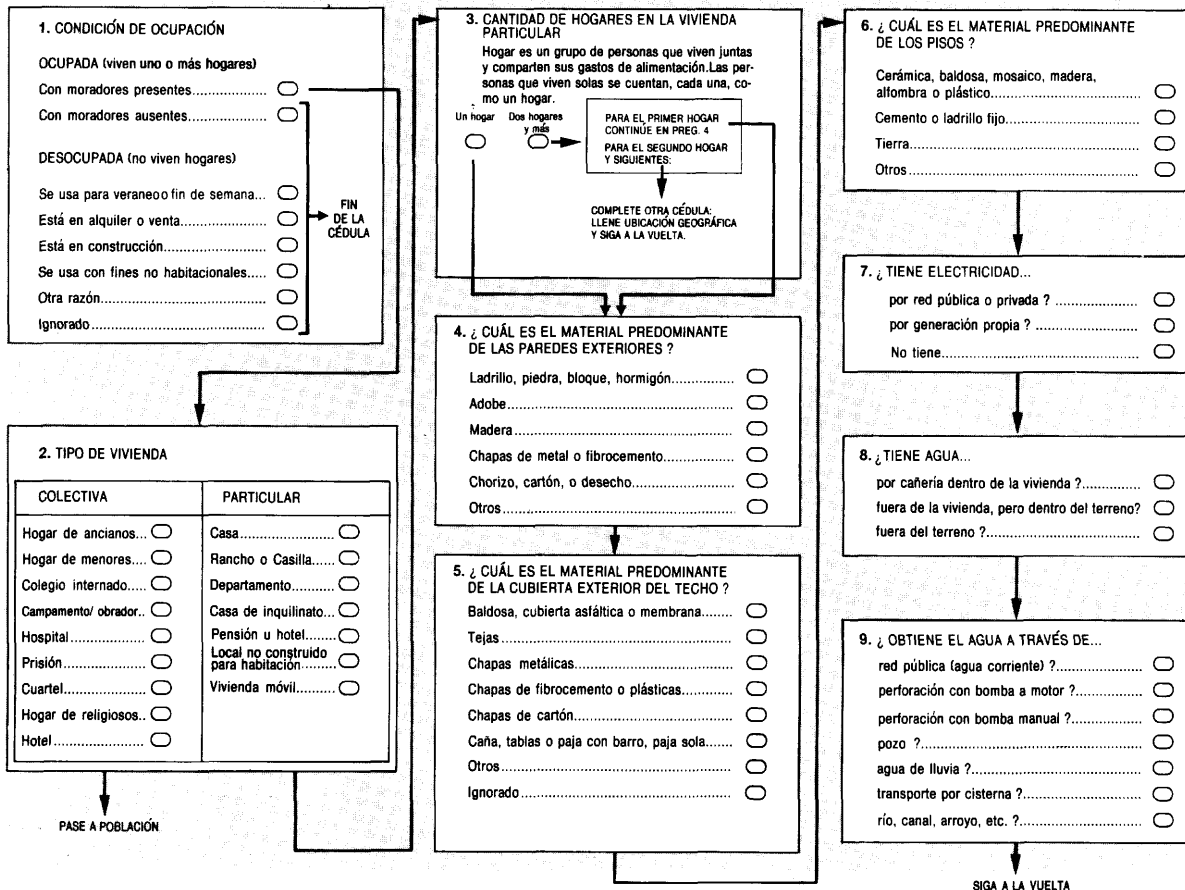 1. CONDICIÓN DE OCUPACIÓN
OCUPADA (viven uno o más hogares)
Con moradores presentes
Con moradores ausentes
DESOCUPADA (no viven hogares)
Se usa para veraneo o fin de semana...
Está en alquiler o venta
Está en construcción
Se usa con fines no habitacionales.....
Otra razón
Ignorado
FIN
DE LA
CÉDULA
2. TIPO DE VIVIENDA
COLECTIVA
Hogar de ancianos...
Hogar de menores...
Colegio internado...
Campamento/ obrador..
Hospital
Prisión
Cuartel
Hogar de religiosos..
Hotel
PARTICULAR
Casa
Rancho o Casilla......
Departamento
Casa de inquilinato...
Pensión u hotel.......
Local no construido
para habitación
Vivienda móvil
PASE A POBLACIÓN
3. CANTIDAD DE HOGARES EN LA VIVIENDA
PARTICULAR
Hogar es un grupo de personas que viven juntas
y comparten sus gastos de alimentación.Las per-
sonas que viven solas se cuentan, cada una, co-
mo un hogar.
Un hogar
Dos hogares
y más
PARA EL PRIMER HOGAR
CONTINÚE EN PREG. 4
PARA EL SEGUNDO HOGAR
Y SIGUIENTES:
COMPLETE OTRA CÉDULA:
LLENE UBICACIÓN GEOGRÁFICA
Y SIGA A LA VUELTA.
4. ¿ CUÁL ES EL MATERIAL PREDOMINANTE
DE LAS PAREDES EXTERIORES ?
Ladrillo, piedra, bloque, hormigón
Adobe
Madera
Chapas de metal o fibrocemento
Chorizo, cartón, o desecho
Otros
5. ¿ CUÁL ES EL MATERIAL PREDOMINANTE
DE LA CUBIERTA EXTERIOR DEL TECHO ?
Baldosa, cubierta asfáltica o membrana
Tejas
Chapas metálicas
Chapas de fibrocemento o plásticas
Chapas de cartón
Caña, tablas o paja con barro, paja sola
Otros
Ignorado
6. ¿ CUÁL ES EL MATERIAL PREDOMINANTE
DE LOS PISOS ?
Cerámica, baldosa, mosaico, madera,
alfombra o plástico
Cemento o ladrillo fijo
Tierra
Otros
7. ¿ TIENE ELECTRICIDAD...
por red pública o privada ?
por generación propia ?
No tiene
8. ¿TIENE AGUA...
por cañería dentro de la vivienda ?
fuera de la vivienda, pero dentro del terreno?
fuera del terreno ?
9. ¿ OBTIENE EL AGUA A TRAVÉS DE...
red pública (agua corriente) ?
perforación con bomba a motor ?
perforación con bomba manual ?
pozo ?
agua de lluvia ?
transporte por cisterna ?
río, canal, arroyo, etc. ?
SIGA A LA VUELTA